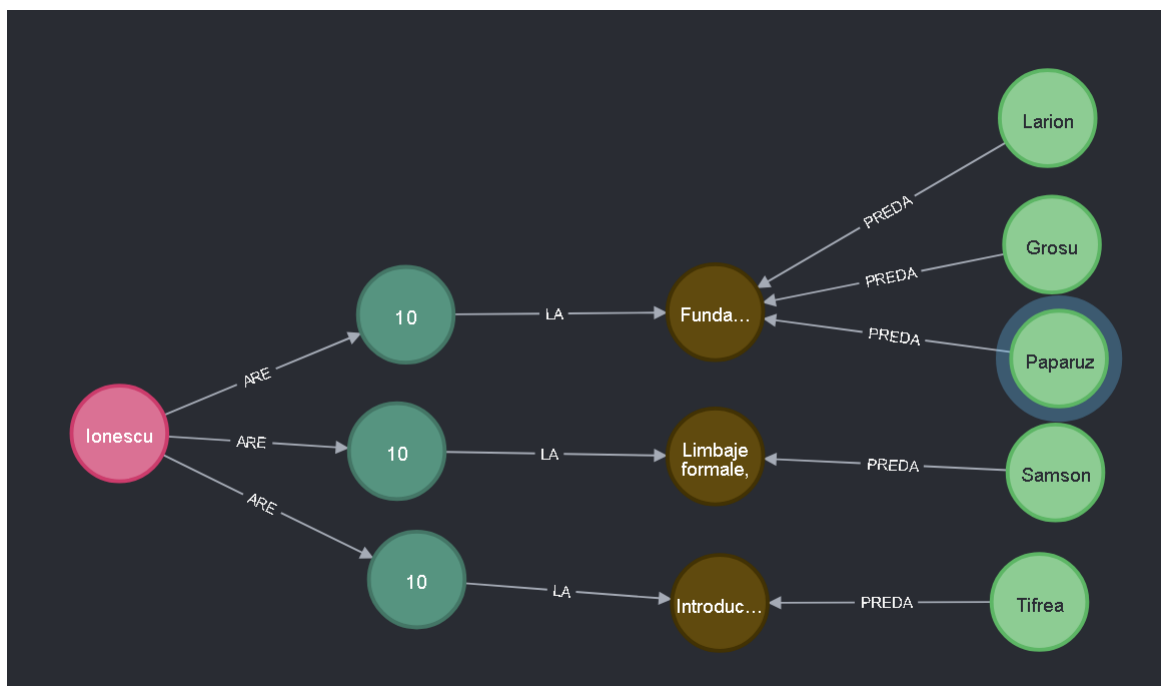 Larion
PREDA
Grosu
PREDA
10
LA
Funda...
PREDA
Paparuz
ARE
Ionescu
ARE
10
LA
Limbaje
formale,
PREDA
Samson
ARE
10
LA
Introduc...
PREDA
Tifrea